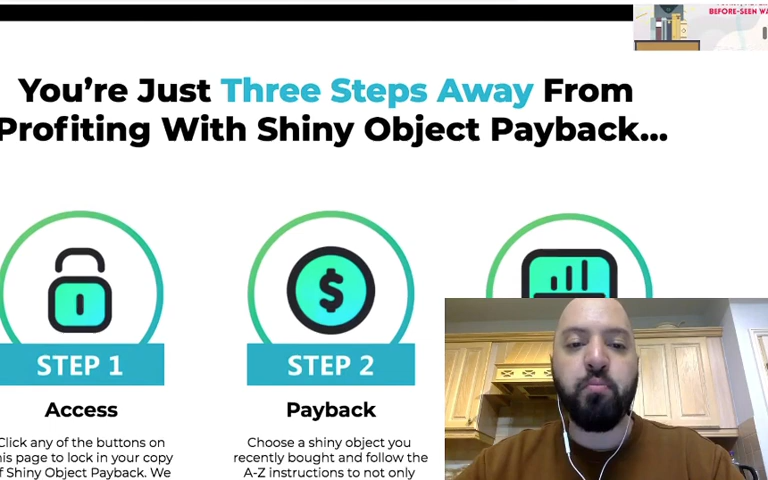 BEFORE-SEEN
You're Just Three Steps Away From
Profiting With Shiny Object Payback...
STEP 1
STEP 2
Access
Payback
Click any of the buttons on
this page to lock in your copy
of Shiny Object Payback. We
Choose a shiny object you
recently bought and follow the
A-Z instructions to not only